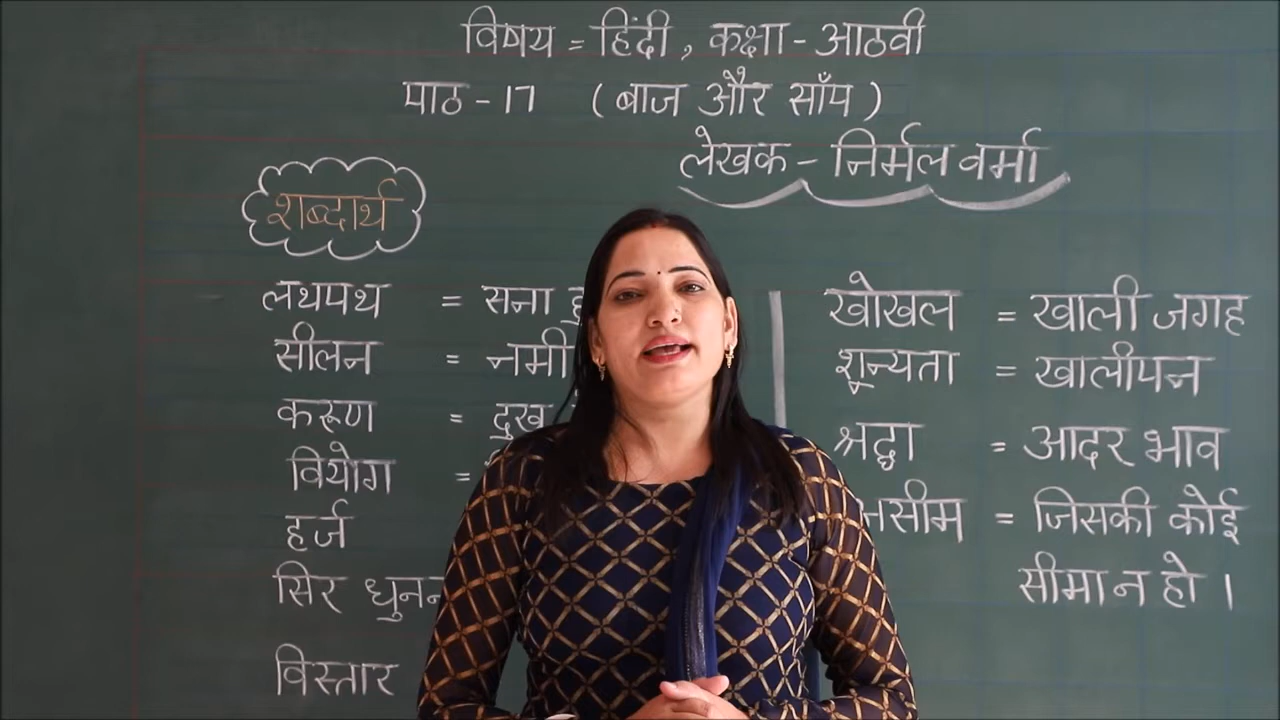 विषय = हिंदी, कक्षा - आठवी
पाठ - 17 (बाज और साँप)
लेखक - निर्मल वर्मा
शब्दार्थ
लथपथ = सना
सीलन = नमी
करूण = दुख
वियोग =
हर्ज
सिर
विस्तार
खोखल = खाली जगह
शून्यता = खालीपन
श्रद्धा = आदर भाव
= जिसकी कोई
सीमा न हो ।